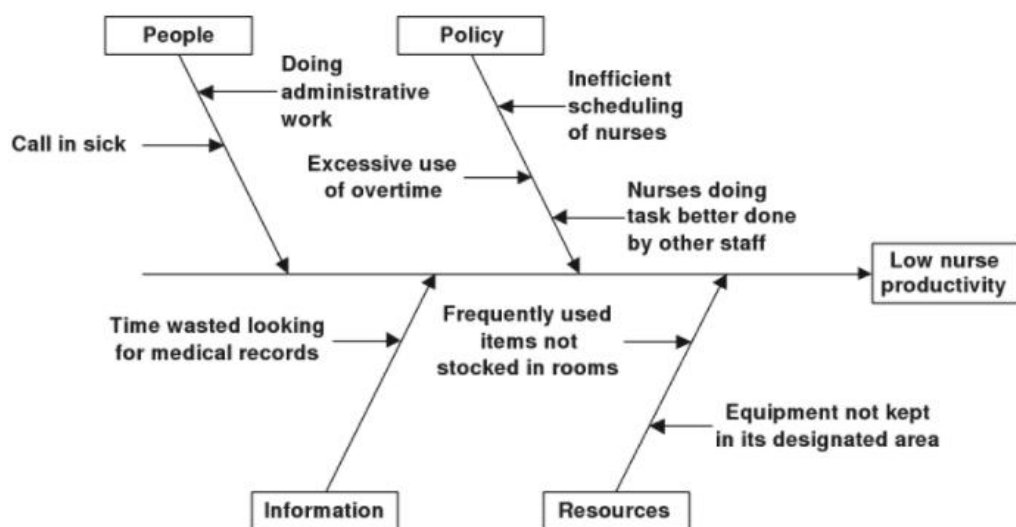 People
Policy
Doing
administrative
work
Call in sick
Inefficient
scheduling
of nurses
Excessive use
of overtime
Nurses doing
task better done
by other staff
Low nurse
productivity
Time wasted looking
for medical records
Frequently used
items not
stocked in rooms
Equipment not kept
in its designated area
Information
Resources